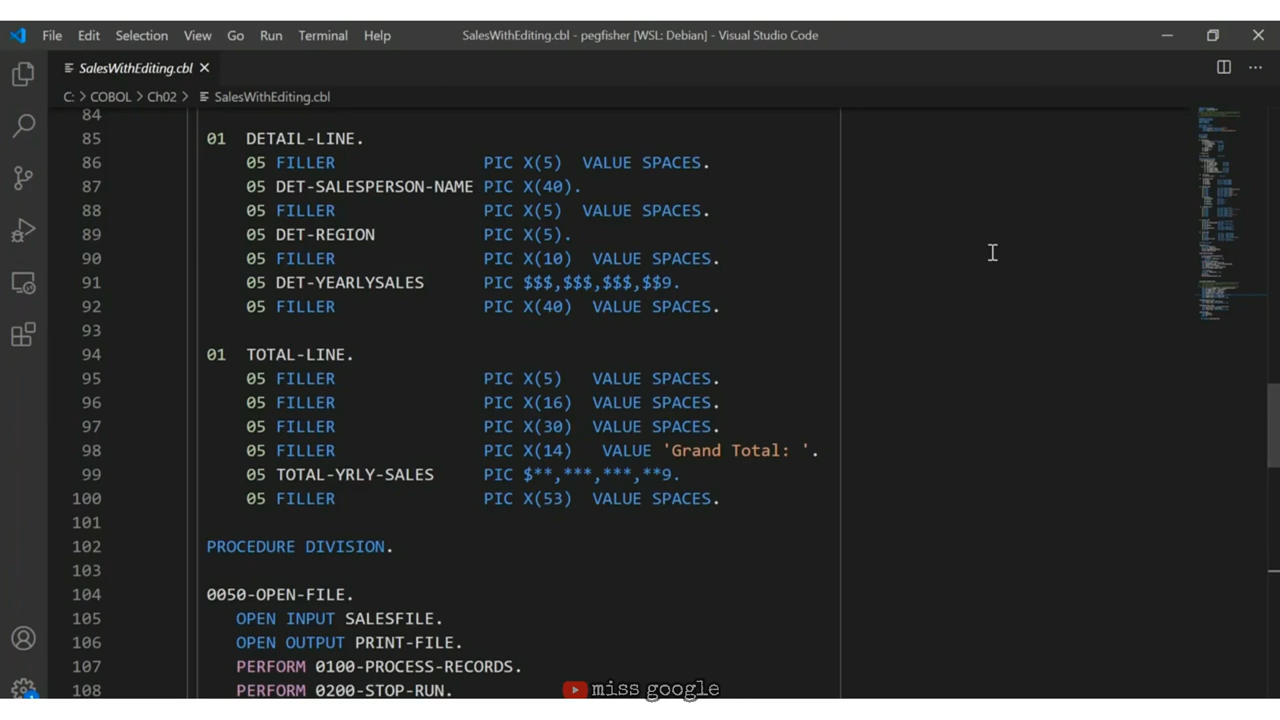 File Edit Selection View Go Run Terminal Help SalesWithEditing.cbl - pegfisher [WSL: Debian] - Visual Studio Code
SalesWithEditing.cbl
C: > COBOL > Ch02 > SalesWithEditing.cbl
84
85 01 DETAIL-LINE.
86 05 FILLER PIC X(5) VALUE SPACES.
87 05 DET-SALESPERSON-NAME PIC X(40).
88 05 FILLER PIC X(5) VALUE SPACES.
89 05 DET-REGION PIC X(5).
90 05 FILLER PIC X(10) VALUE SPACES.
91 05 DET-YEARLYSALES PIC $$$,$$$,$$$,$$9.
92 05 FILLER PIC X(40) VALUE SPACES.
93
94 01 TOTAL-LINE.
95 05 FILLER PIC X(5) VALUE SPACES.
96 05 FILLER PIC X(16) VALUE SPACES.
97 05 FILLER PIC X(30) VALUE SPACES.
98 05 FILLER PIC X(14) VALUE 'Grand Total: '.
99 05 TOTAL-YRLY-SALES PIC $**,***,***,**9.
100 05 FILLER PIC X(53) VALUE SPACES.
101
102 PROCEDURE DIVISION.
103
104 0050-OPEN-FILE.
105 OPEN INPUT SALESFILE.
106 OPEN OUTPUT PRINT-FILE.
107 PERFORM 0100-PROCESS-RECORDS.
108 PERFORM 0200-STOP-RUN.
miss google